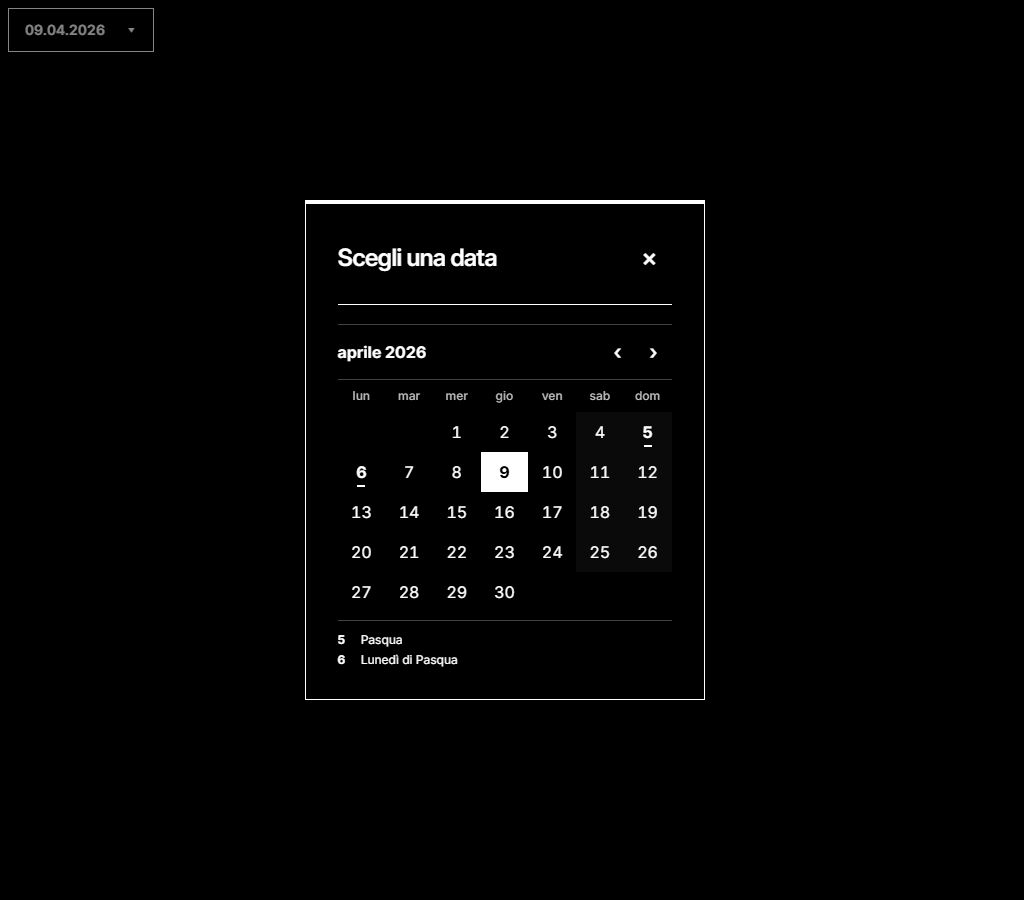 09.04.2026
Scegli una data ×
aprile 2026 ‹ ›
lun mar mer gio ven sab dom
1 2 3 4 5
6 7 8 9 10 11 12
13 14 15 16 17 18 19
20 21 22 23 24 25 26
27 28 29 30
5 Pasqua
6 Lunedì di Pasqua